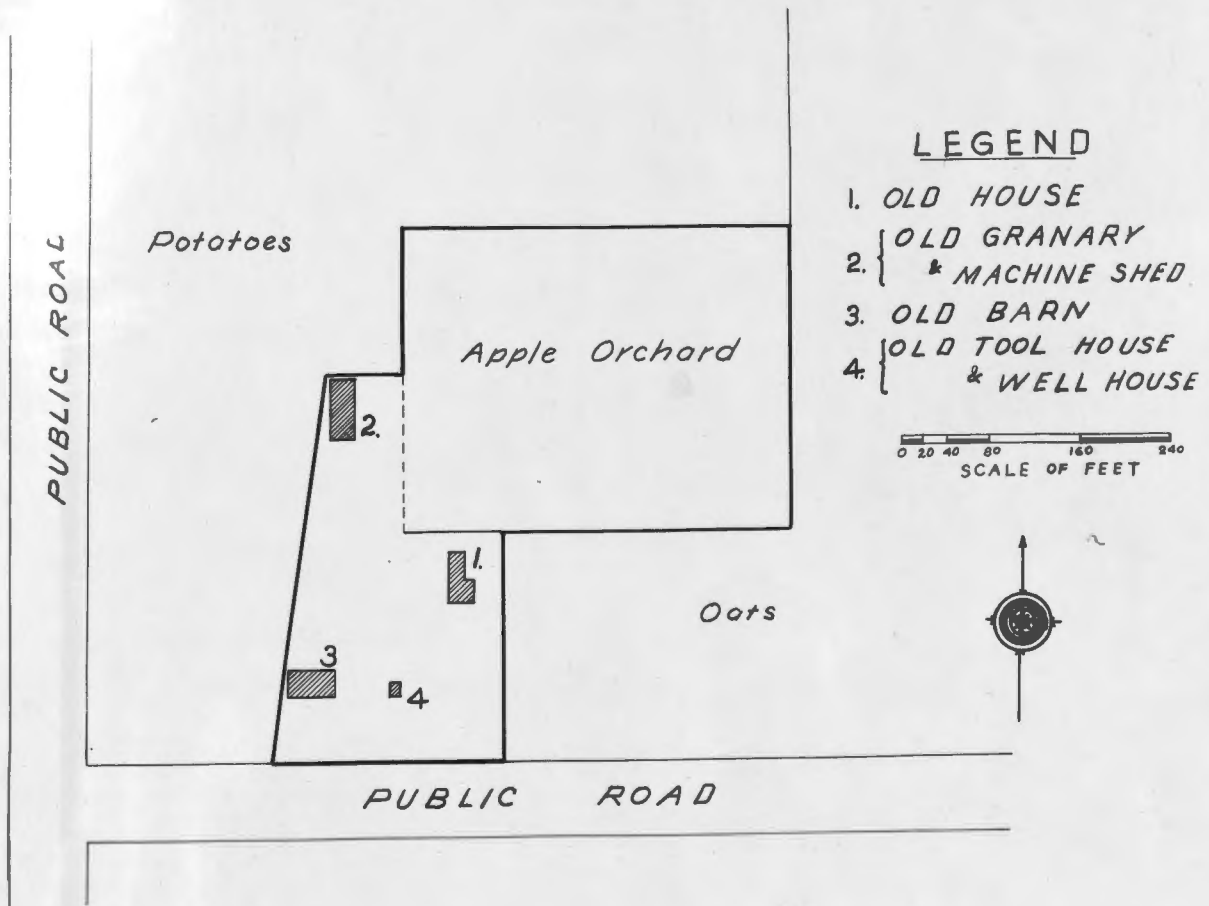 LEGEND
1. OLD HOUSE
2. { OLD GRANARY
& MACHINE SHED
3. OLD BARN
4. { OLD TOOL HOUSE
& WELL HOUSE
0 20 40 80 160 240
SCALE OF FEET
PUBLIC ROAD
Potatoes
Apple Orchard
2.
1.
Oats
3
4
PUBLIC ROAD